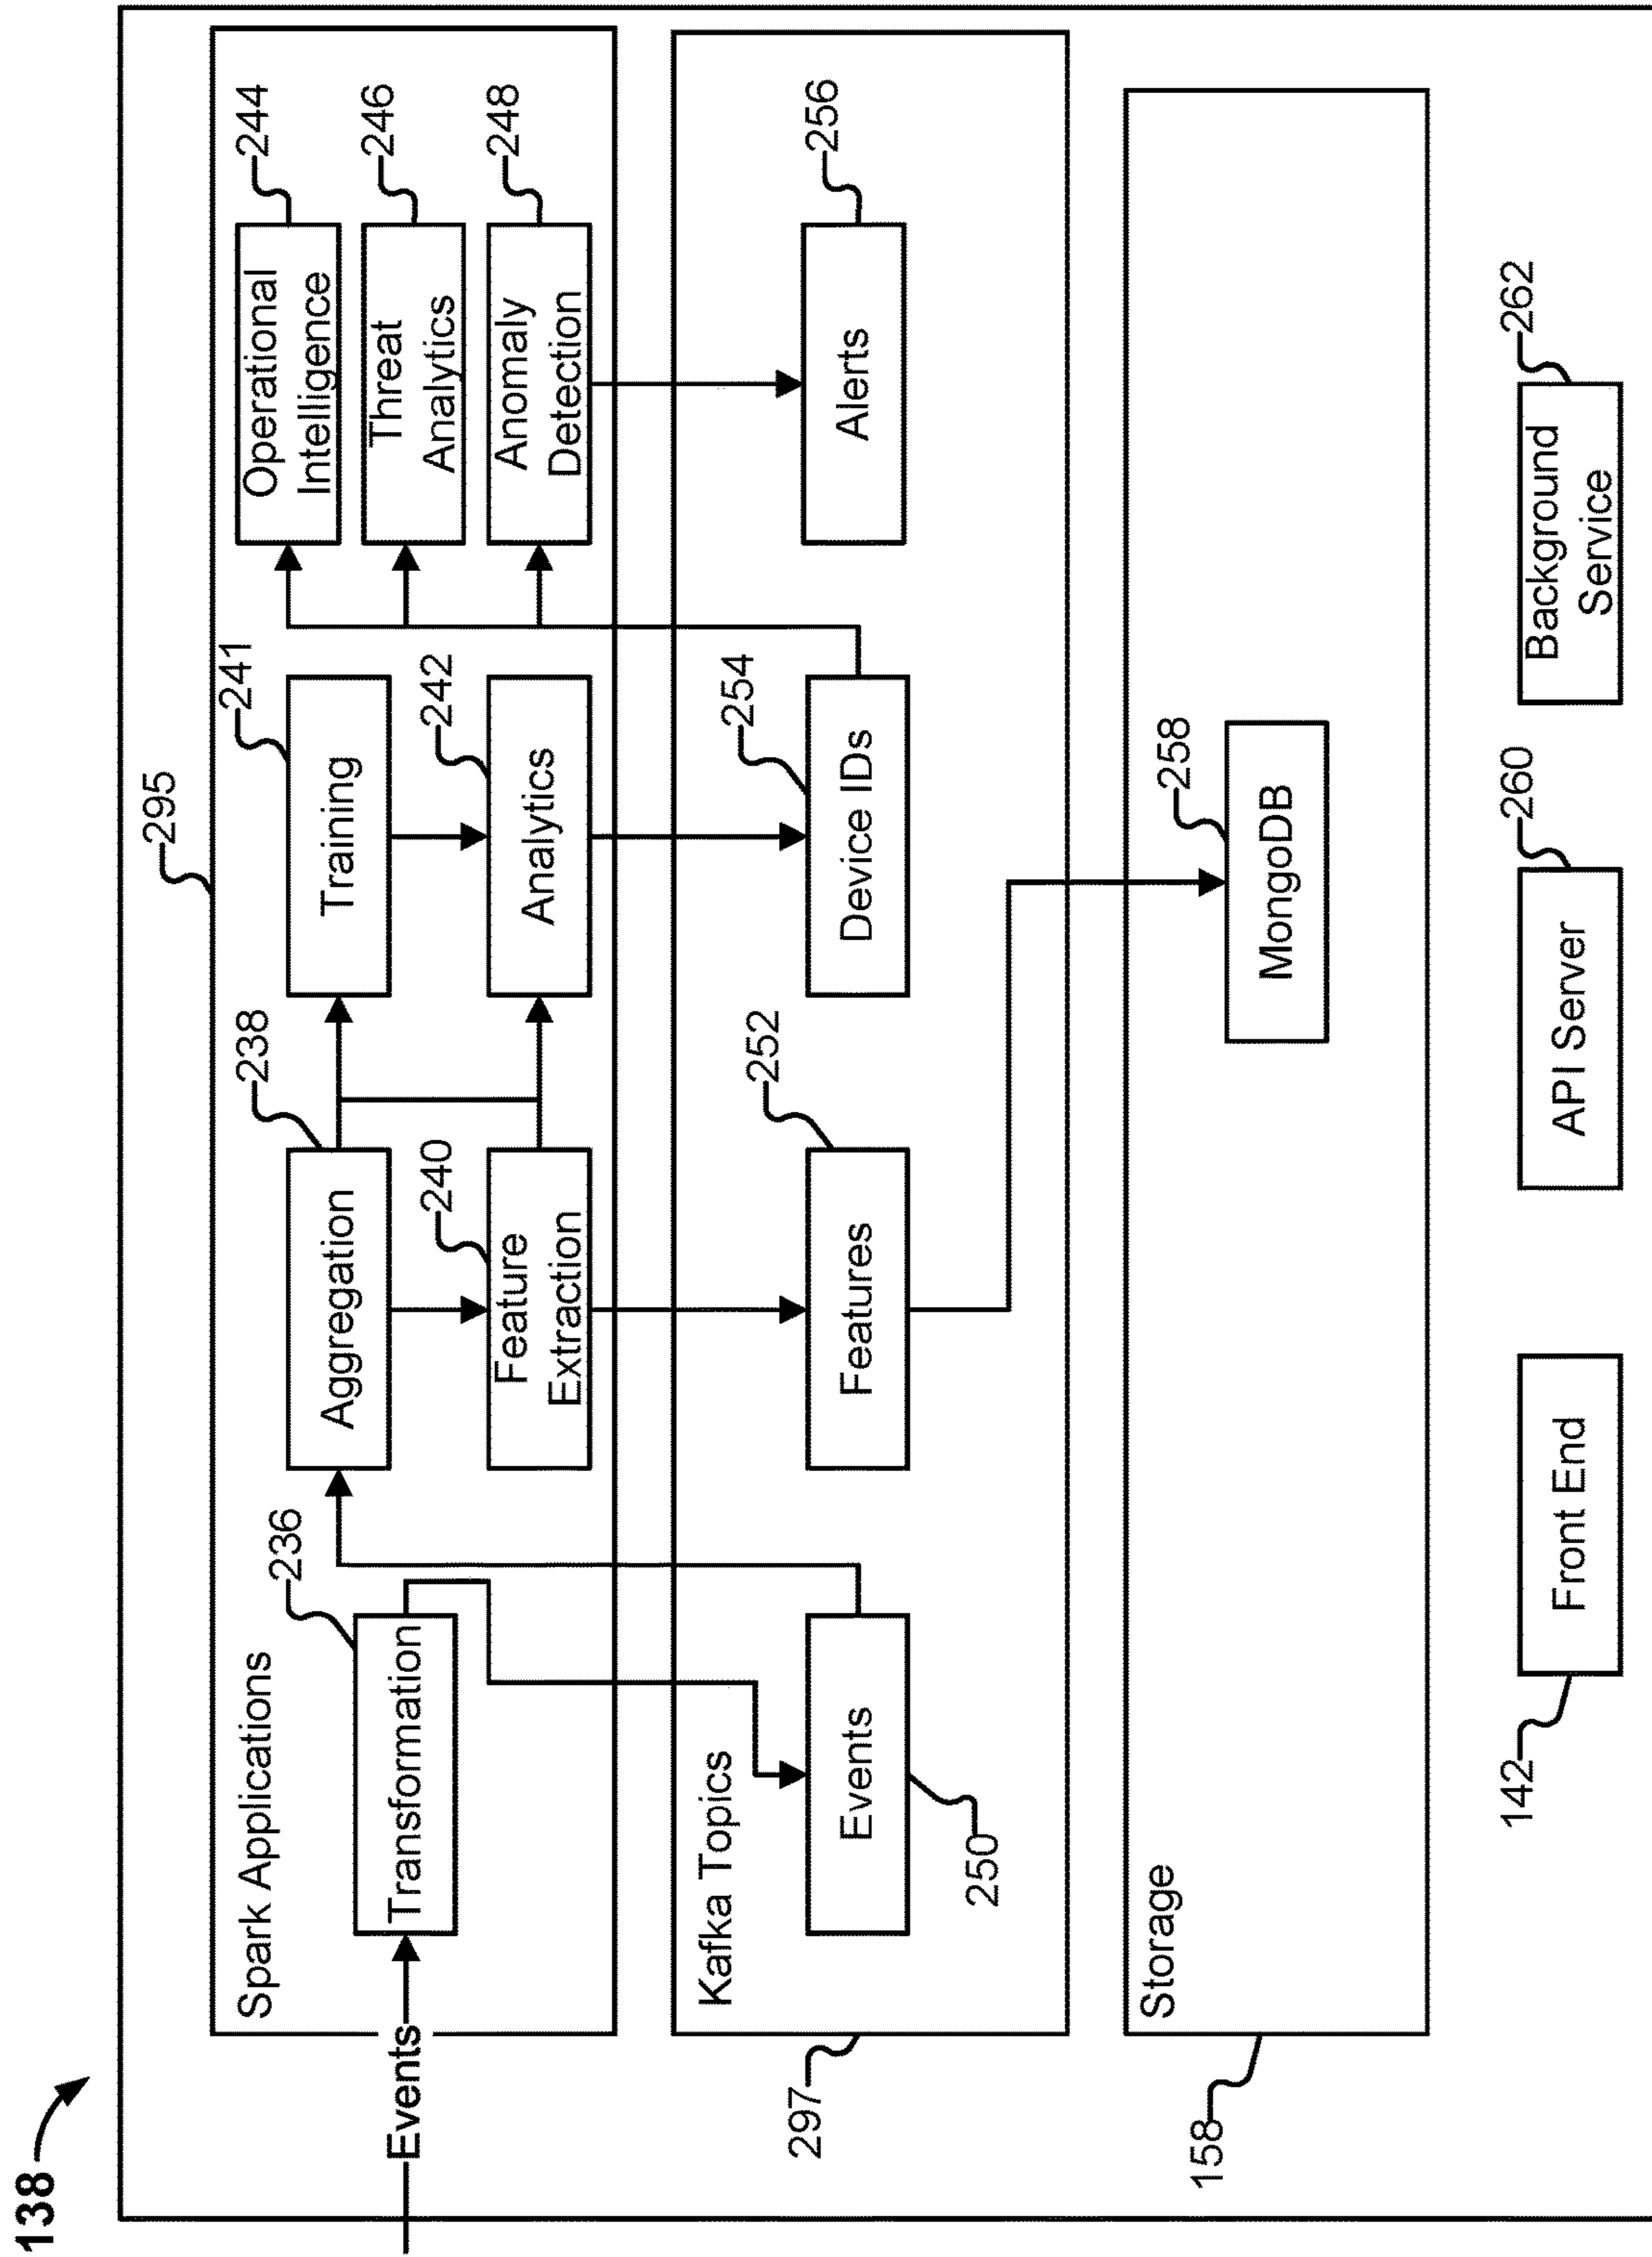 138
295
Spark Applications
Events
Transformation
236
Aggregation
238
Feature
Extraction
240
Training
241
Analytics
242
Operational
Intelligence
244
Threat
Analytics
246
Anomaly
Detection
248
Kafka Topics
297
Events
250
Features
252
Device IDs
254
Alerts
256
Storage
158
MongoDB
258
Front End
142
API Server
260
Background
Service
262